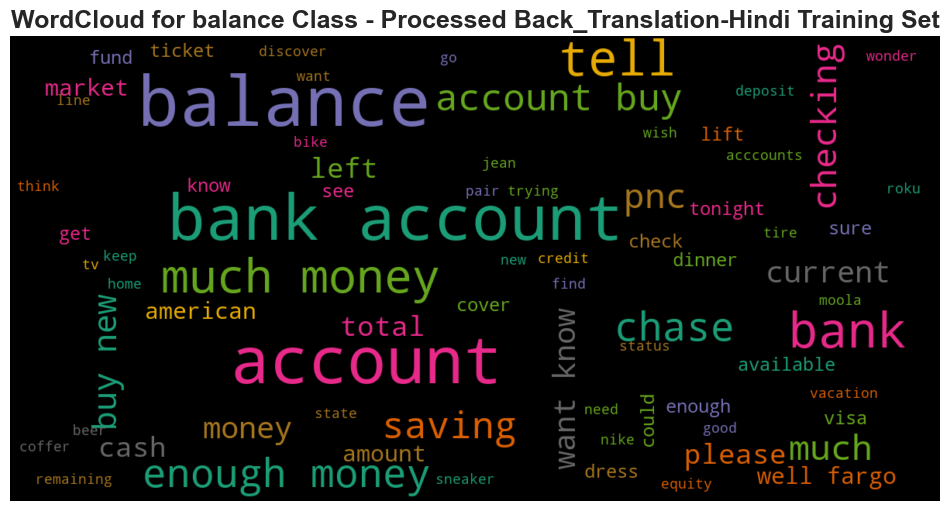 WordCloud for balance Class - Processed Back_Translation-Hindi Training Set
fund ticket discover go tell wonder
market line want balance account buy deposit checking
bike wish lift
left jean acccounts
think know see pair trying pnc roku
bank account tonight
get check tire sure
tv keep new credit dinner
home much money find current
american cover moola
buy new total want know chase bank
account status available
vacation
state need could enough visa
beer money saving good
coffer cash amount nike please much
remaining enough money sneaker dress equity well fargo